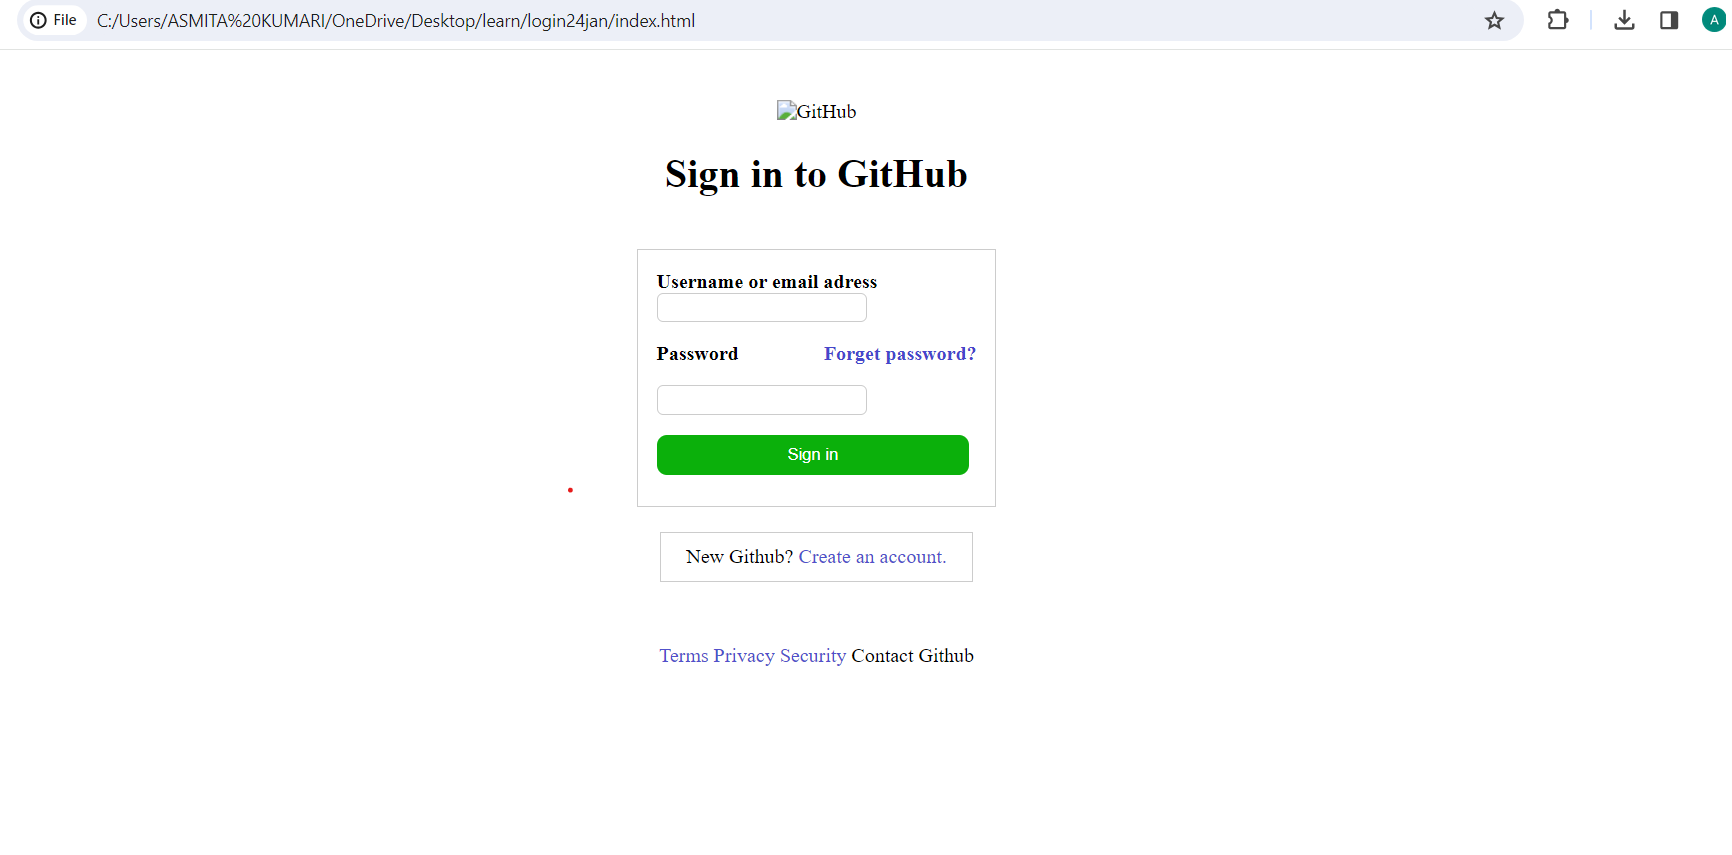 File C:/Users/ASMITA%20KUMARI/OneDrive/Desktop/learn/login24jan/index.html A
GitHub
Sign in to GitHub
Username or email adress
Password Forget password?
Sign in
New Github? Create an account.
Terms Privacy Security Contact Github